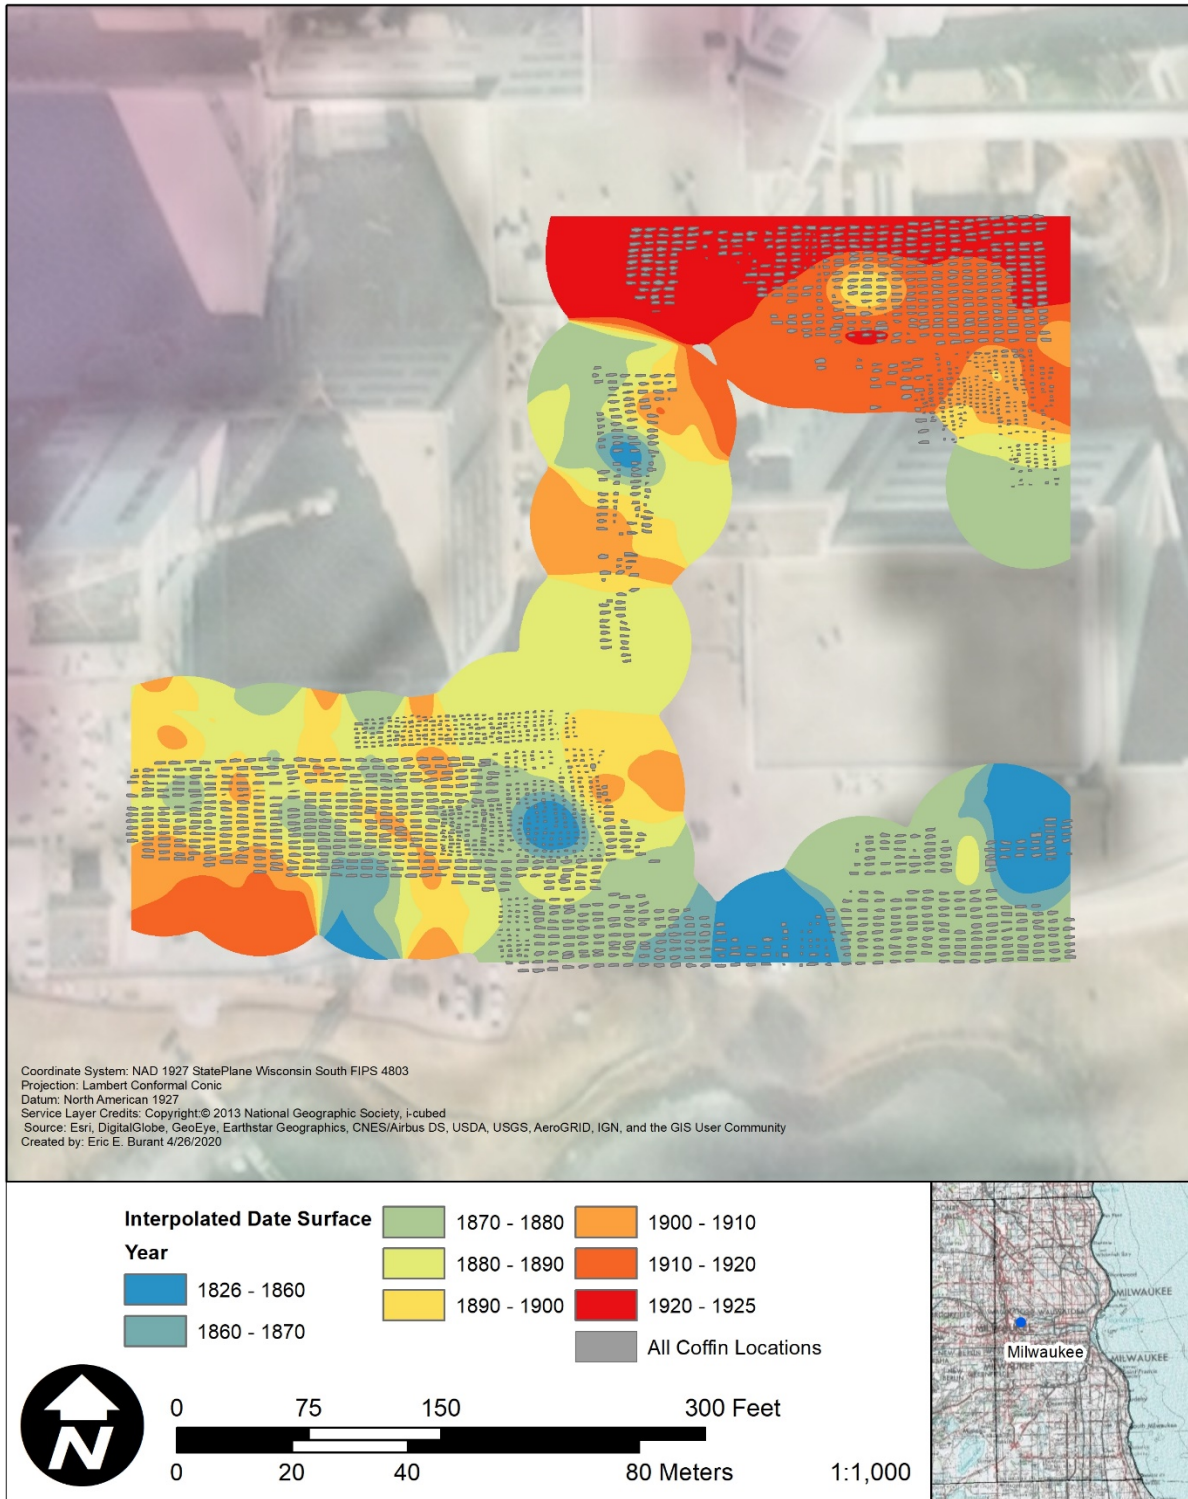 Coordinate System: NAD 1927 StatePlane Wisconsin South FIPS 4803
Projection: Lambert Conformal Conic
Datum: North American 1927
Service Layer Credits: Copyright:© 2013 National Geographic Society, i-cubed
Source: Esri, DigitalGlobe, GeoEye, Earthstar Geographics, CNES/Airbus DS, USDA, USGS, AeroGRID, IGN, and the GIS User Community
Created by: Eric E. Burant 4/26/2020
Interpolated Date Surface
Year
1826 - 1860
1860 - 1870
1870 - 1880
1880 - 1890
1890 - 1900
1900 - 1910
1910 - 1920
1920 - 1925
All Coffin Locations
N
0 75 150 300 Feet
0 20 40 80 Meters
1:1,000
MILWAUKEE
Milwaukee
MILWAUKEE